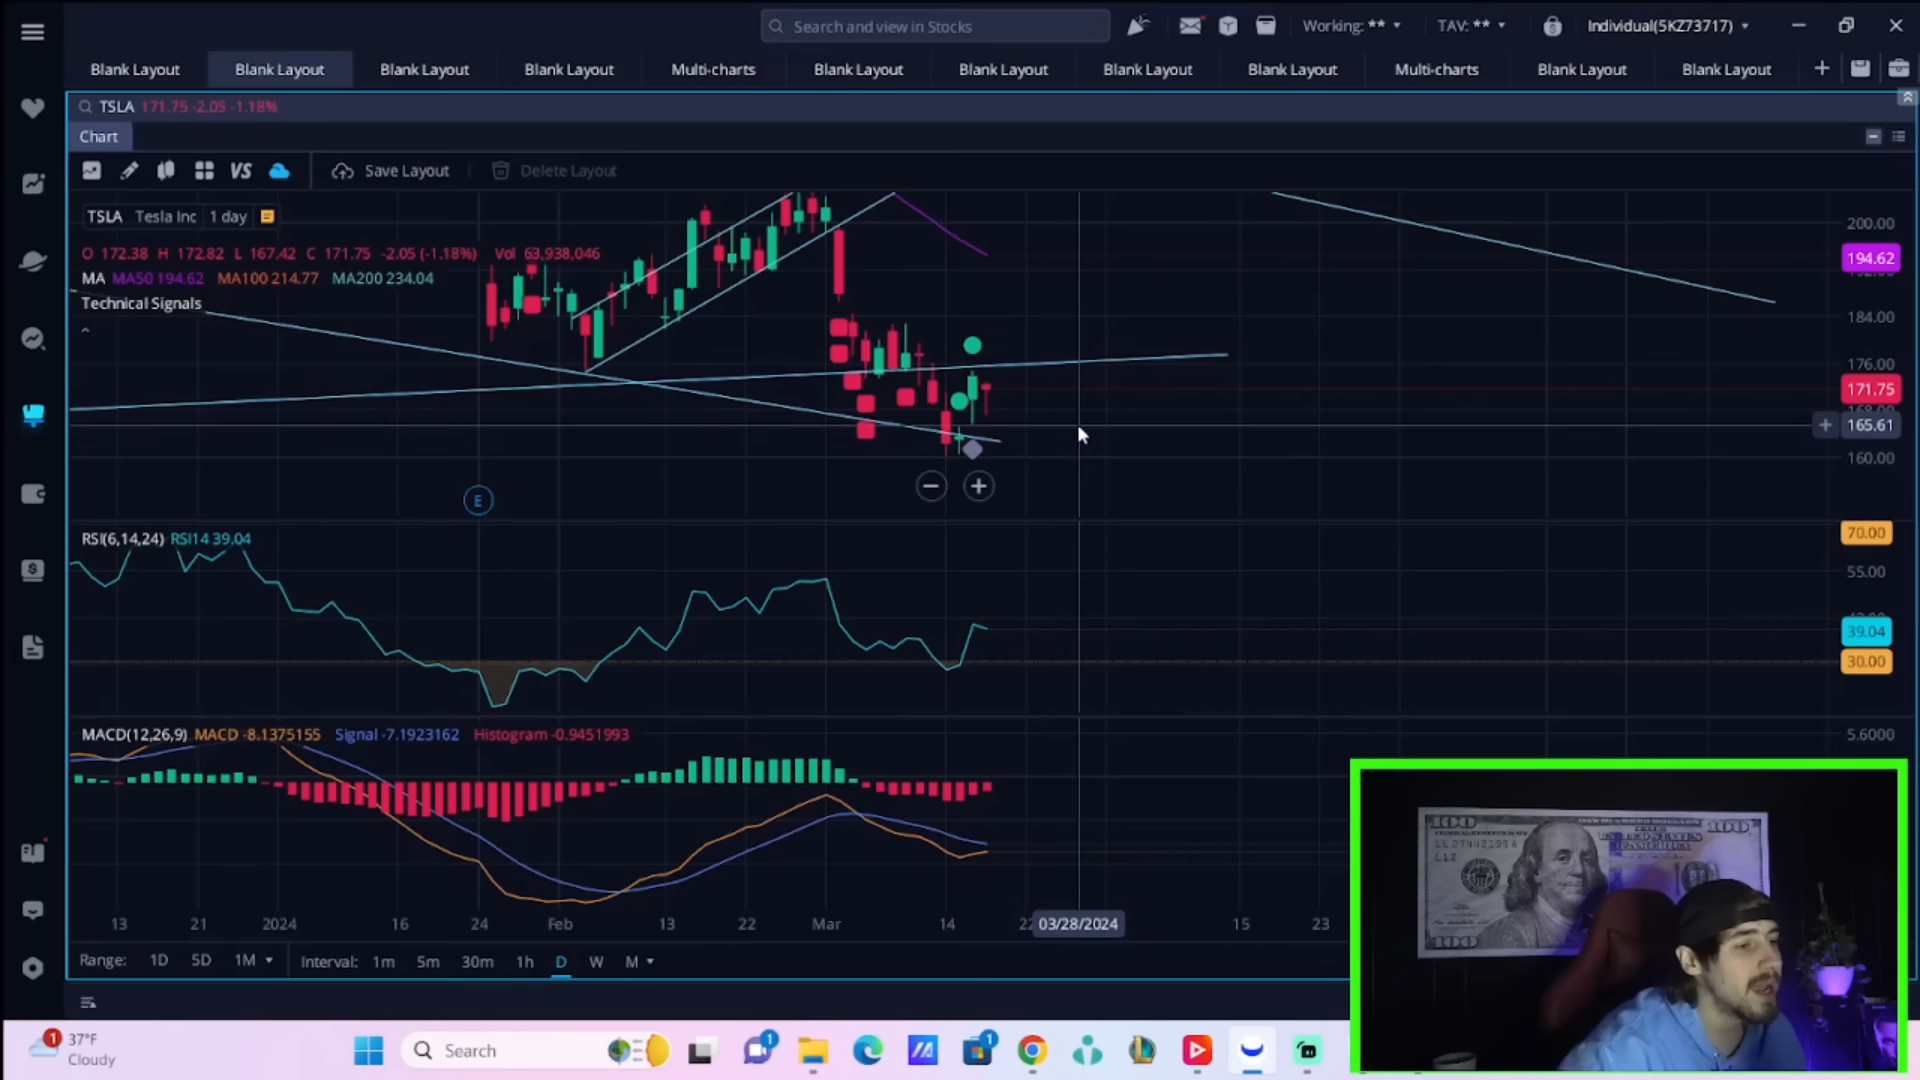 Search and view in Stocks
Working: **
TAV: **
Individual(5KZ73717)
Blank Layout
Blank Layout
Blank Layout
Blank Layout
Multi-charts
Blank Layout
Blank Layout
Blank Layout
Blank Layout
Multi-charts
Blank Layout
Blank Layout
TSLA 171.75 -2.05 -1.18%
Chart
VS
Save Layout
Delete Layout
TSLA Tesla Inc 1 day
O 172.38 H 172.82 L 167.42 C 171.75 -2.05 (-1.18%) Vol 63,938,046
MA MA50 194.62 MA100 214.77 MA200 234.04
Technical Signals
200.00
194.62
184.00
176.00
171.75
165.61
160.00
E
RSI(6,14,24) RSI14 39.04
70.00
55.00
39.04
30.00
MACD(12,26,9) MACD -8.1375155 Signal -7.1923162 Histogram -0.9451993
5.6000
13 21 2024 16 24 Feb 13 22 Mar 14 22 03/28/2024 15 23
Range: 1D 5D 1M Interval: 1m 5m 30m 1h D W M
100
100
100
37°F
Cloudy
Search
1
1
1